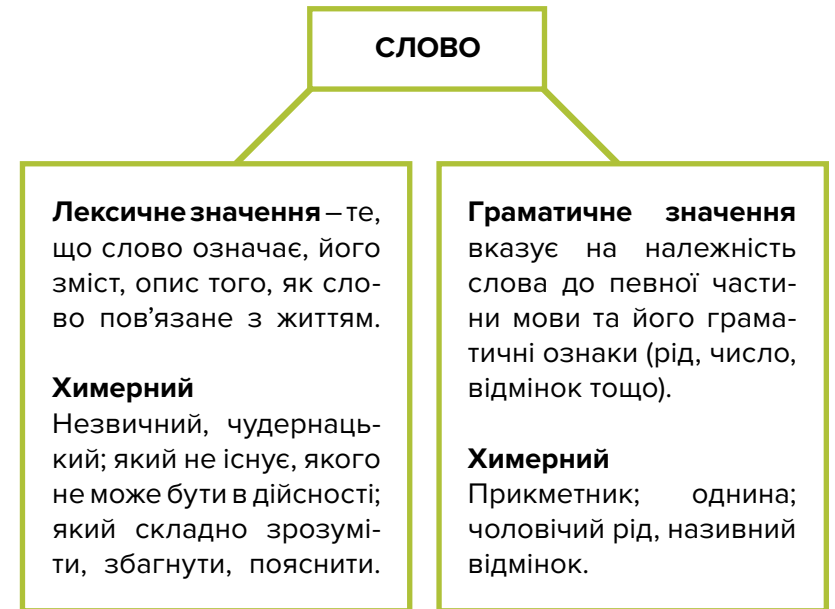 СЛОВО
Лексичне значення – те,
що слово означає, його
зміст, опис того, як сло-
во пов’язане з життям.
Химерний
Незвичний, чудернаць-
кий; який не існує, якого
не може бути в дійсності;
який складно зрозумі-
ти, збагнути, пояснити.
Граматичне значення
вказує на належність
слова до певної части-
ни мови та його грама-
тичні ознаки (рід, число,
відмінок тощо).
Химерний
Прикметник; однина;
чоловічий рід, називний
відмінок.